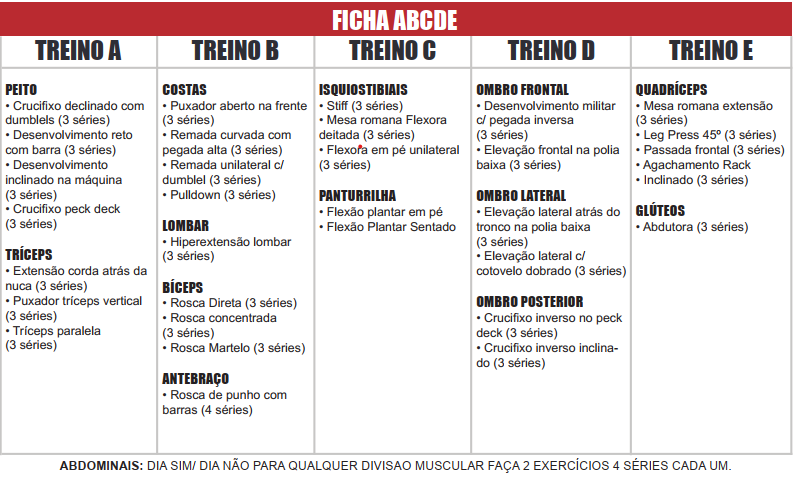 FICHA ABCDE
TREINO A
PEITO
• Crucifixo declinado com
dumblels (3 séries)
• Desenvolvimento reto
com barra (3 séries)
• Desenvolvimento
inclinado na máquina
(3 séries)
• Crucifixo peck deck
(3 séries)
TRÍCEPS
• Extensão corda atrás da
nuca (3 séries)
• Puxador tríceps vertical
(3 séries)
• Tríceps paralela
(3 séries)
TREINO B
COSTAS
• Puxador aberto na frente
(3 séries)
• Remada curvada com
pegada alta (3 séries)
• Remada unilateral c/
dumblel (3 séries)
• Pulldown (3 séries)
LOMBAR
• Hiperextensão lombar
(3 séries)
BÍCEPS
• Rosca Direta (3 séries)
• Rosca concentrada
(3 séries)
• Rosca Martelo (3 séries)
ANTEBRAÇO
• Rosca de punho com
barras (4 séries)
TREINO C
ISQUIOSTIBIAIS
• Stiff (3 séries)
• Mesa romana Flexora
deitada (3 séries)
• Flexora em pé unilateral
(3 séries)
PANTURRILHA
• Flexão plantar em pé
• Flexão Plantar Sentado
TREINO D
OMBRO FRONTAL
• Desenvolvimento militar
c/ pegada inversa
(3 séries)
• Elevação frontal na polia
baixa (3 séries)
OMBRO LATERAL
• Elevação lateral atrás do
tronco na polia baixa
(3 séries)
• Elevação lateral c/
cotovelo dobrado (3 séries)
OMBRO POSTERIOR
• Crucifixo inverso no peck
deck (3 séries)
• Crucifixo inverso inclina-
do (3 séries)
TREINO E
QUADRÍCEPS
• Mesa romana extensão
(3 séries)
• Leg Press 45º (3 séries)
• Passada frontal (3 séries)
• Agachamento Rack
• Inclinado (3 séries)
GLÚTEOS
• Abdutora (3 séries)
ABDOMINAIS: DIA SIM/ DIA NÃO PARA QUALQUER DIVISAO MUSCULAR FAÇA 2 EXERCÍCIOS 4 SÉRIES CADA UM.